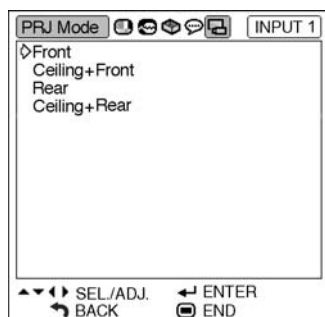 PRJ Mode INPUT 1
Front
Ceiling+Front
Rear
Ceiling+Rear
SEL./ADJ. ENTER
BACK END